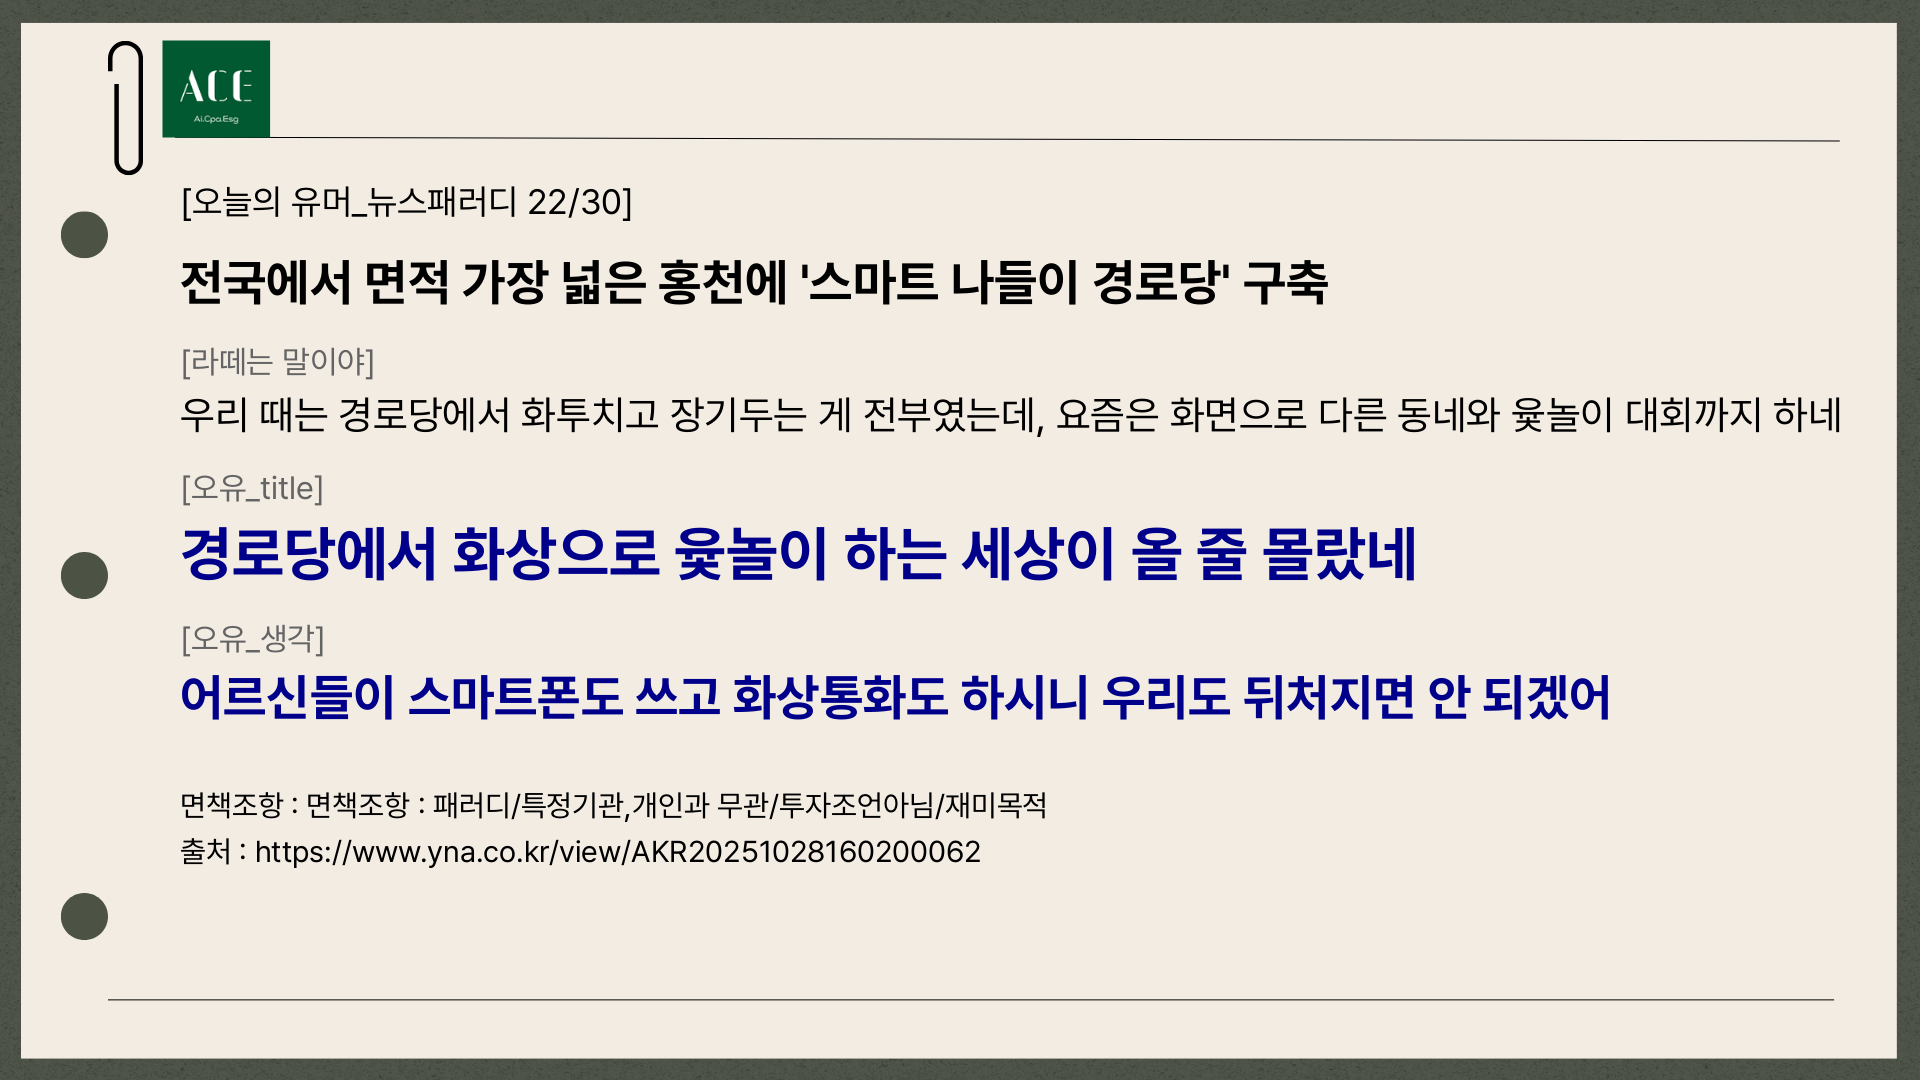 ACE
Ai.Cpa.Esg
[오늘의 유머_뉴스패러디 22/30]
전국에서 면적 가장 넓은 홍천에 '스마트 나들이 경로당' 구축
[라떼는 말이야]
우리 때는 경로당에서 화투치고 장기두는 게 전부였는데, 요즘은 화면으로 다른 동네와 윷놀이 대회까지 하네
[오유_title]
경로당에서 화상으로 윷놀이 하는 세상이 올 줄 몰랐네
[오유_생각]
어르신들이 스마트폰도 쓰고 화상통화도 하시니 우리도 뒤처지면 안 되겠어
면책조항 : 면책조항 : 패러디/특정기관,개인과 무관/투자조언아님/재미목적
출처 : https://www.yna.co.kr/view/AKR20251028160200062